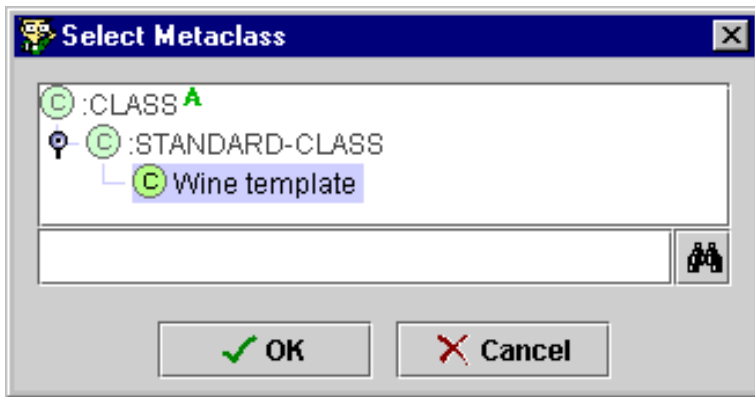 Select Metaclass
C :CLASS A
C :STANDARD-CLASS
C Wine template
OK Cancel